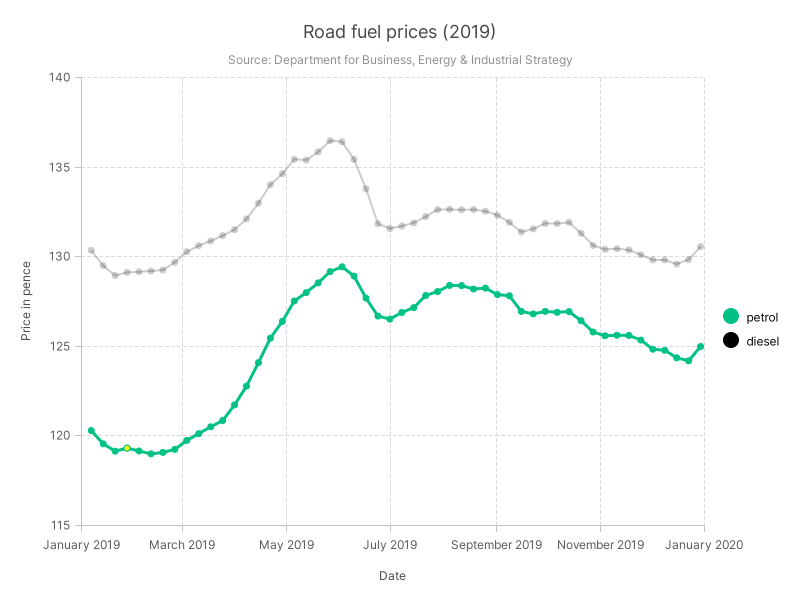 Road fuel prices (2019)
Source: Department for Business, Energy & Industrial Strategy
140
135
130
125
120
115
Price in pence
January 2019 March 2019 May 2019 July 2019 September 2019 November 2019 January 2020
Date
petrol
diesel